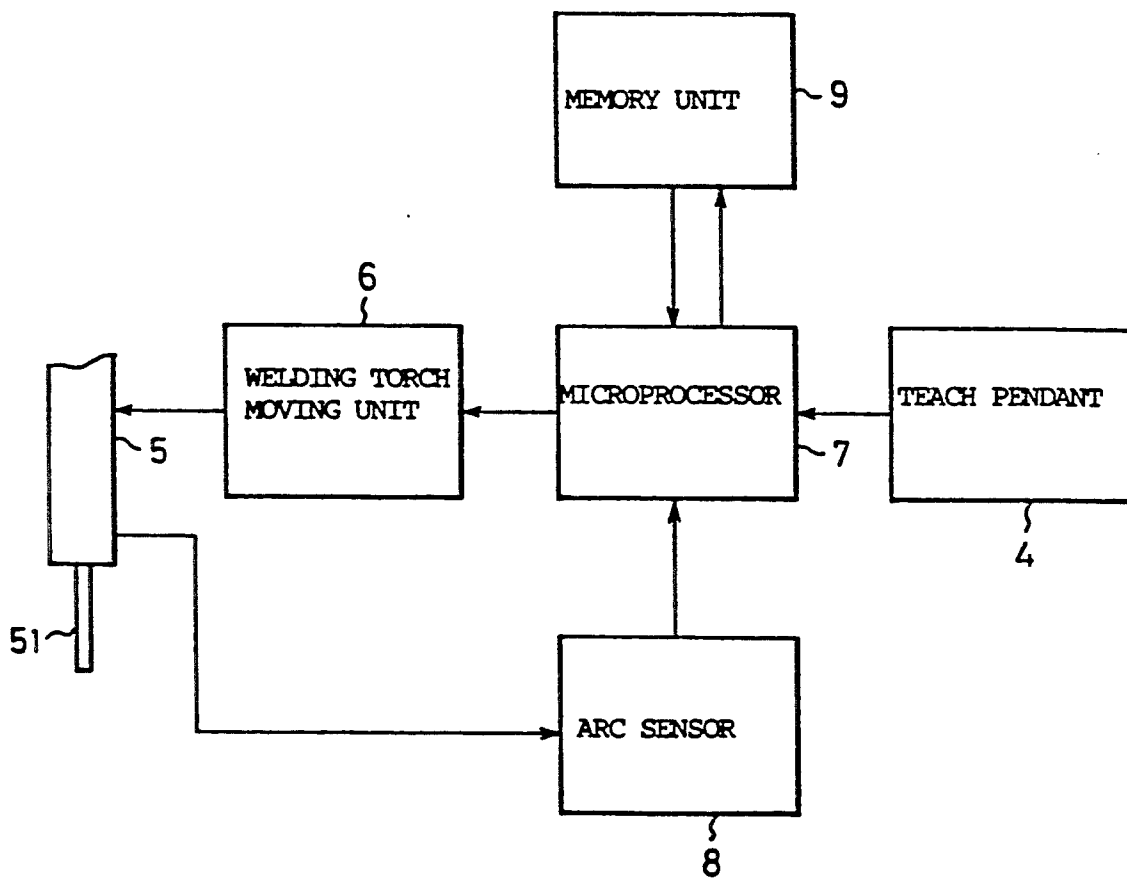 MEMORY UNIT
9
6
WELDING TORCH
MOVING UNIT
MICROPROCESSOR
TEACH PENDANT
5
7
4
51
ARC SENSOR
8